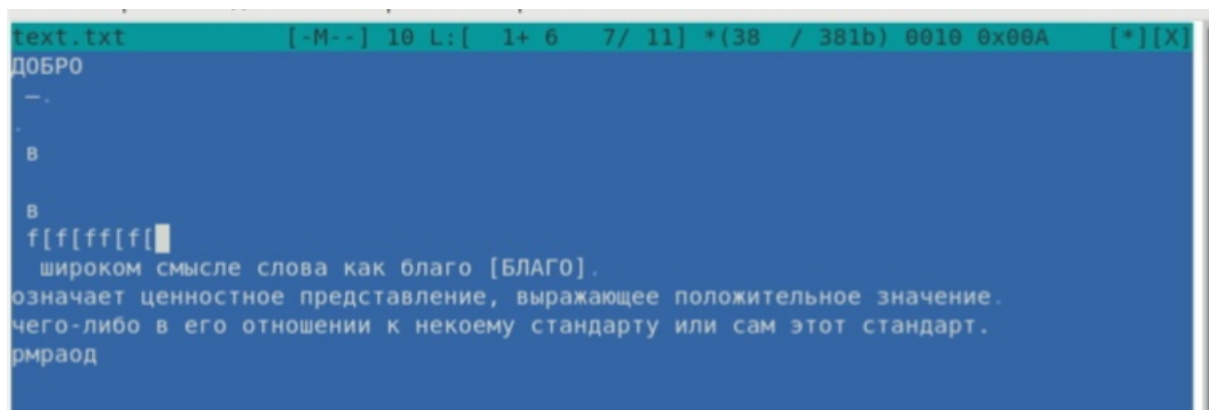 text.txt [-M--] 10 L:[ 1+ 6 7/ 11] *(38 / 381b) 0010 0x00A [*][X]
ДОБРО
—.
.
в
в
f[f[ff[f[
широком смысле слова как благо [БЛАГО].
означает ценностное представление, выражающее положительное значение.
чего-либо в его отношении к некоему стандарту или сам этот стандарт.
рмраод